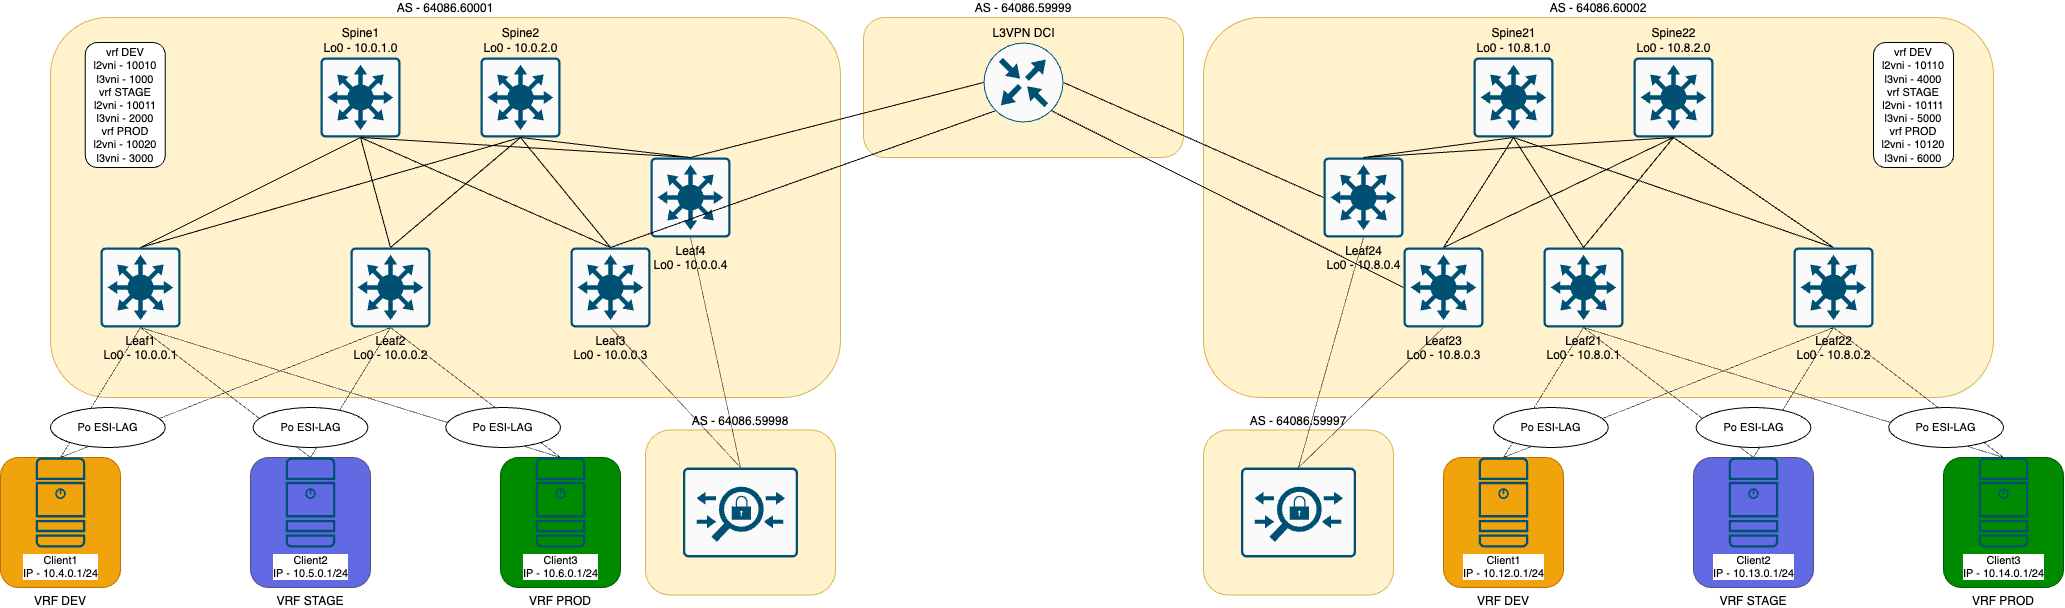 AS - 64086.60001
AS - 64086.59999
AS - 64086.60002
vrf DEV
l2vni - 10010
l3vni - 1000
vrf STAGE
l2vni - 10011
l3vni - 2000
vrf PROD
l2vni - 10020
l3vni - 3000
Spine1
Lo0 - 10.0.1.0
Spine2
Lo0 - 10.0.2.0
L3VPN DCI
Spine21
Lo0 - 10.8.1.0
Spine22
Lo0 - 10.8.2.0
vrf DEV
l2vni - 10110
l3vni - 4000
vrf STAGE
l2vni - 10111
l3vni - 5000
vrf PROD
l2vni - 10120
l3vni - 6000
Leaf4
Lo0 - 10.0.0.4
Leaf24
Lo0 - 10.8.0.4
Leaf1
Lo0 - 10.0.0.1
Leaf2
Lo0 - 10.0.0.2
Leaf3
Lo0 - 10.0.0.3
Leaf23
Lo0 - 10.8.0.3
Leaf21
Lo0 - 10.8.0.1
Leaf22
Lo0 - 10.8.0.2
Po ESI-LAG
Po ESI-LAG
Po ESI-LAG
AS - 64086.59998
AS - 64086.59997
Po ESI-LAG
Po ESI-LAG
Po ESI-LAG
Client1
IP - 10.4.0.1/24
Client2
IP - 10.5.0.1/24
Client3
IP - 10.6.0.1/24
Client1
IP - 10.12.0.1/24
Client2
IP - 10.13.0.1/24
Client3
IP - 10.14.0.1/24
VRF DEV
VRF STAGE
VRF PROD
VRF DEV
VRF STAGE
VRF PROD